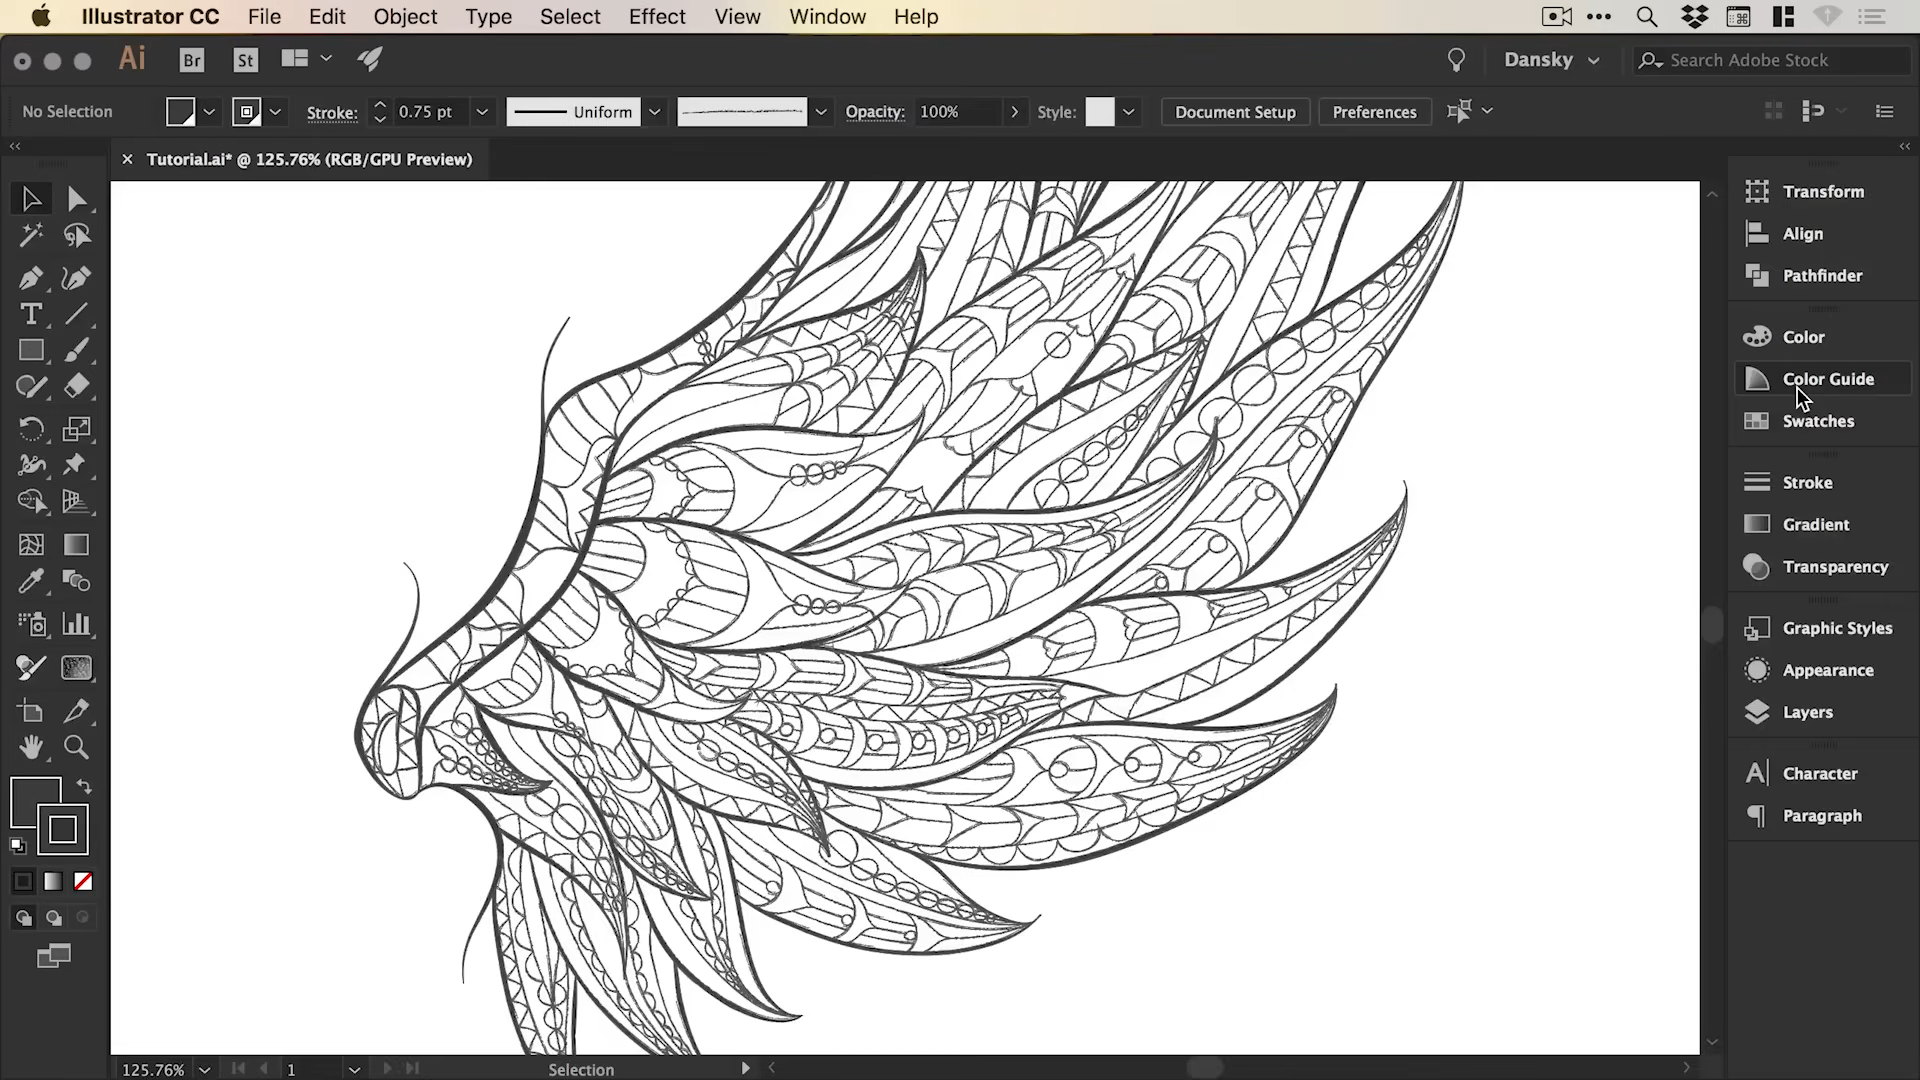 Illustrator CC File Edit Object Type Select Effect View Window Help
Ai Br St Dansky Search Adobe Stock
No Selection Stroke: 0.75 pt Uniform Opacity: 100% Style: Document Setup Preferences
Tutorial.ai* @ 125.76% (RGB/GPU Preview)
Transform
Align
Pathfinder
Color
Color Guide
Swatches
Stroke
Gradient
Transparency
Graphic Styles
Appearance
Layers
Character
Paragraph
125.76% 1 Selection